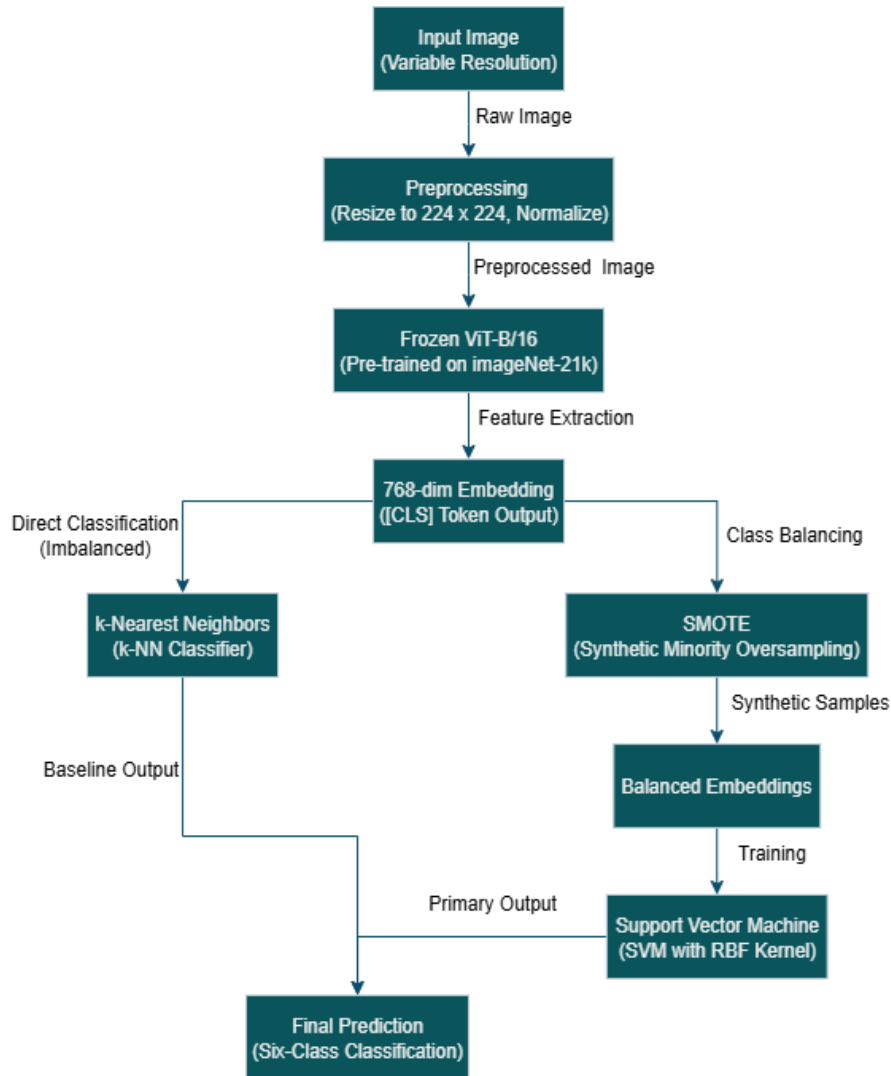 Input Image
(Variable Resolution)
Raw Image
Preprocessing
(Resize to 224 x 224, Normalize)
Preprocessed Image
Frozen ViT-B/16
(Pre-trained on imageNet-21k)
Feature Extraction
768-dim Embedding
([CLS] Token Output)
Direct Classification
(Imbalanced)
Class Balancing
k-Nearest Neighbors
(k-NN Classifier)
SMOTE
(Synthetic Minority Oversampling)
Synthetic Samples
Baseline Output
Balanced Embeddings
Training
Primary Output
Support Vector Machine
(SVM with RBF Kernel)
Final Prediction
(Six-Class Classification)